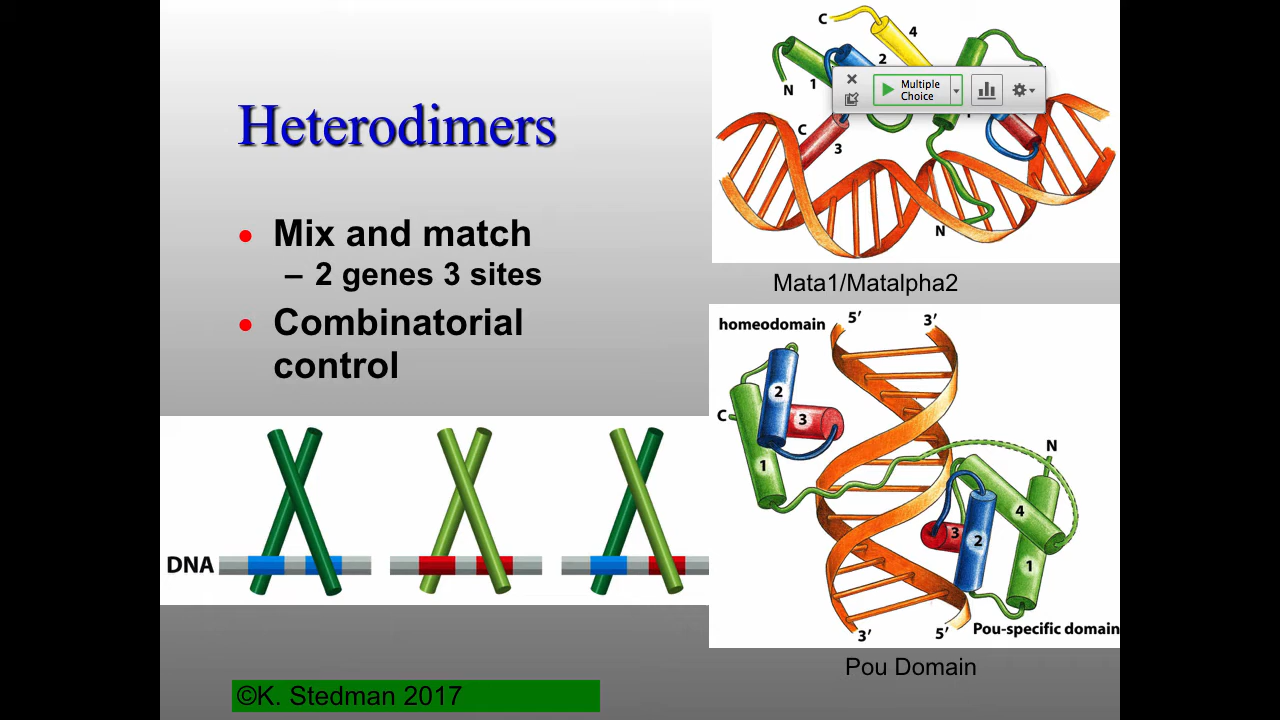 Heterodimers
• Mix and match
– 2 genes 3 sites
• Combinatorial
control
DNA
©K. Stedman 2017
C
4
2
N
1
C
3
N
Multiple
Choice
Mata1/Matalpha2
homeodomain
5’
3’
2
C
3
1
N
4
3
2
1
3’
5’
Pou-specific domain
Pou Domain